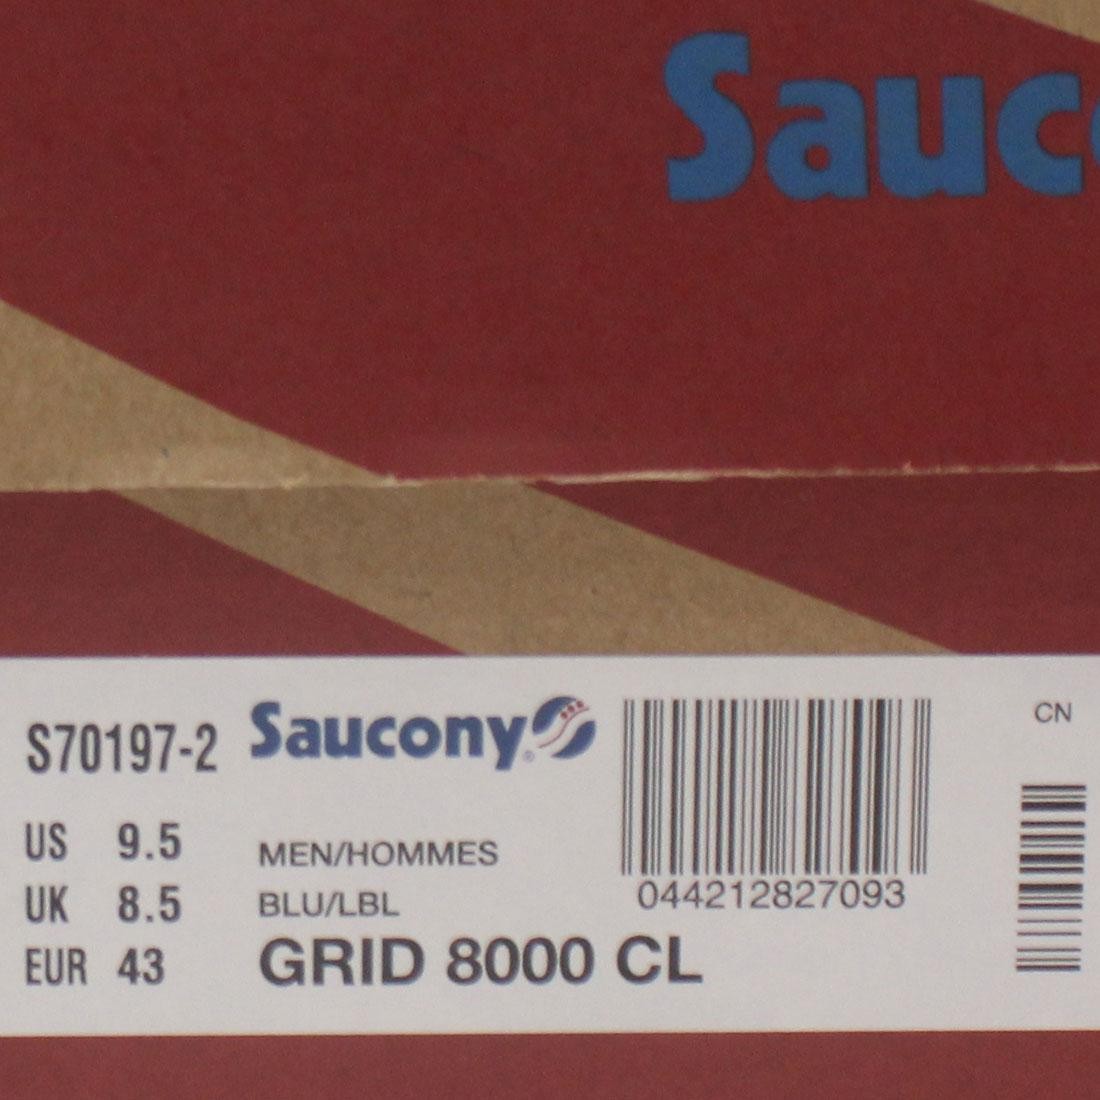 Sauco
S70197-2 Saucony®
CN
US 9.5
UK 8.5
EUR 43
MEN/HOMMES
BLU/LBL
GRID 8000 CL
044212827093